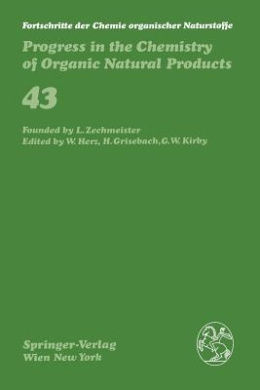 Fortschritte der Chemie organischer Naturstoffe
Progress in the Chemistry
of Organic Natural Products
43
Founded by L. Zechmeister
Edited by W. Herz, H. Grisebach, G. W. Kirby
Springer-Verlag
Wien New York